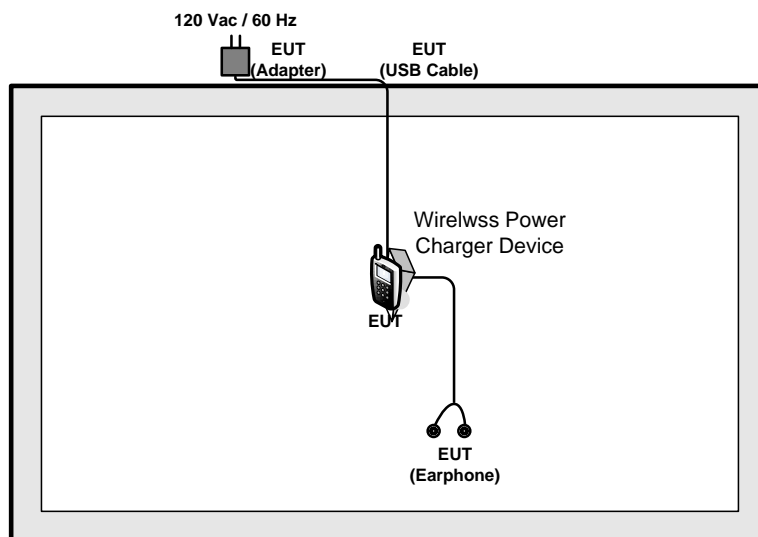 120 Vac / 60 Hz
EUT
(Adapter)
EUT
(USB Cable)
Wirelwss Power
Charger Device
EUT
EUT
(Earphone)